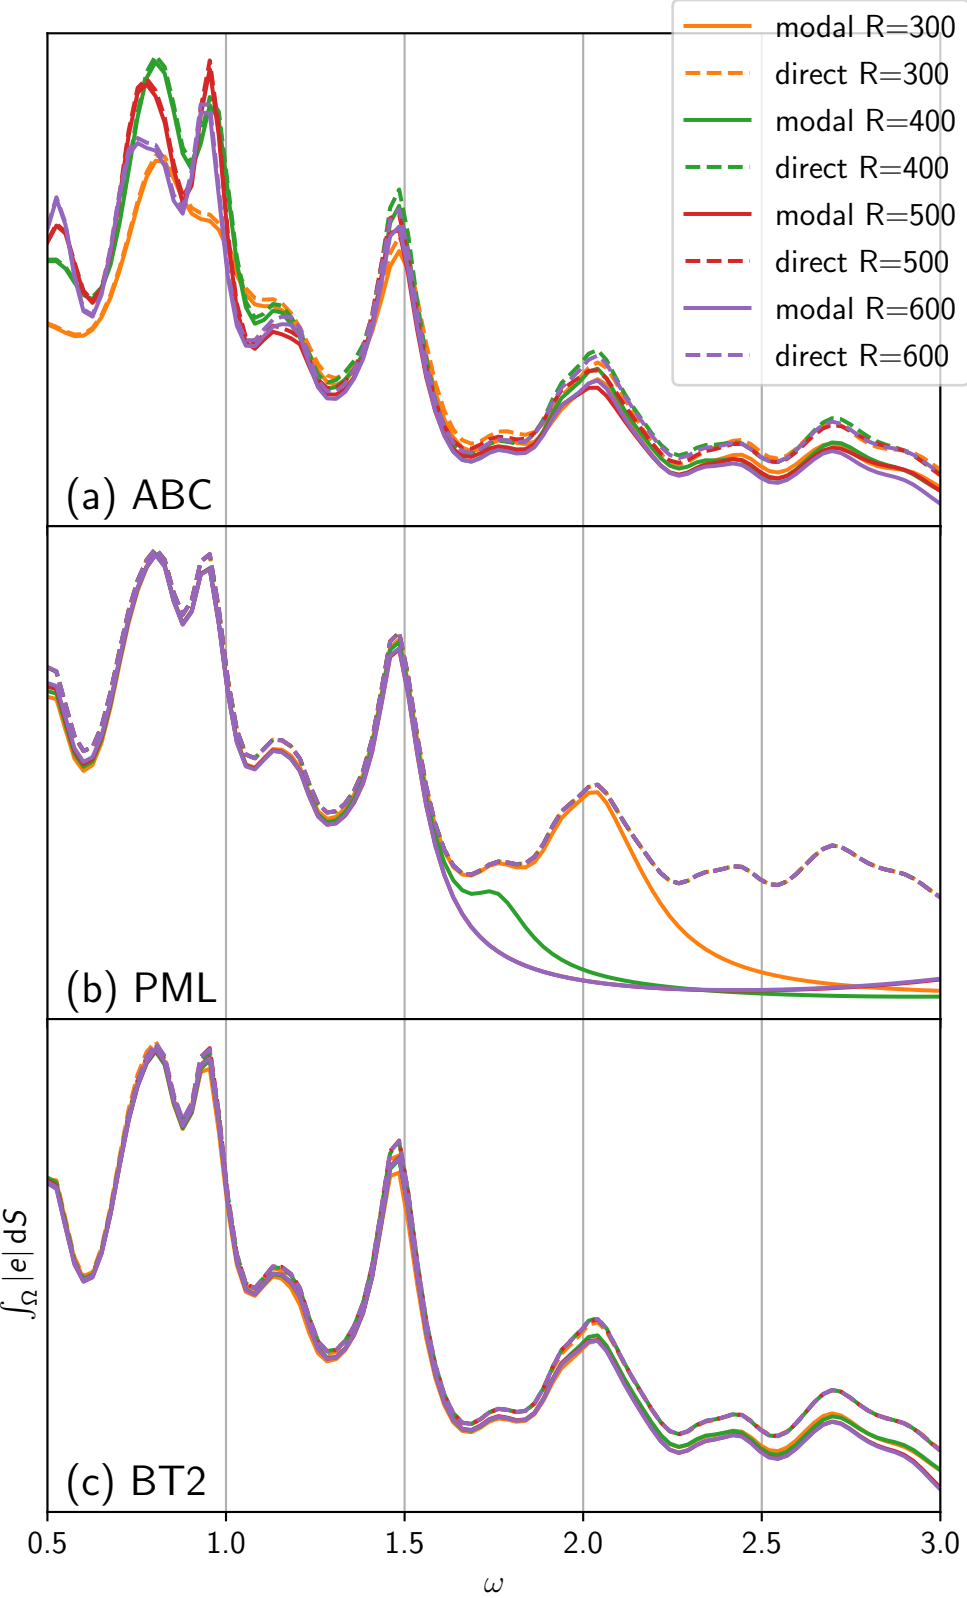 modal R=300
direct R=300
modal R=400
direct R=400
modal R=500
direct R=500
modal R=600
direct R=600
(a) ABC
(b) PML
(c) BT2
∫_Ω |e| dS
0.5 1.0 1.5 2.0 2.5 3.0
ω